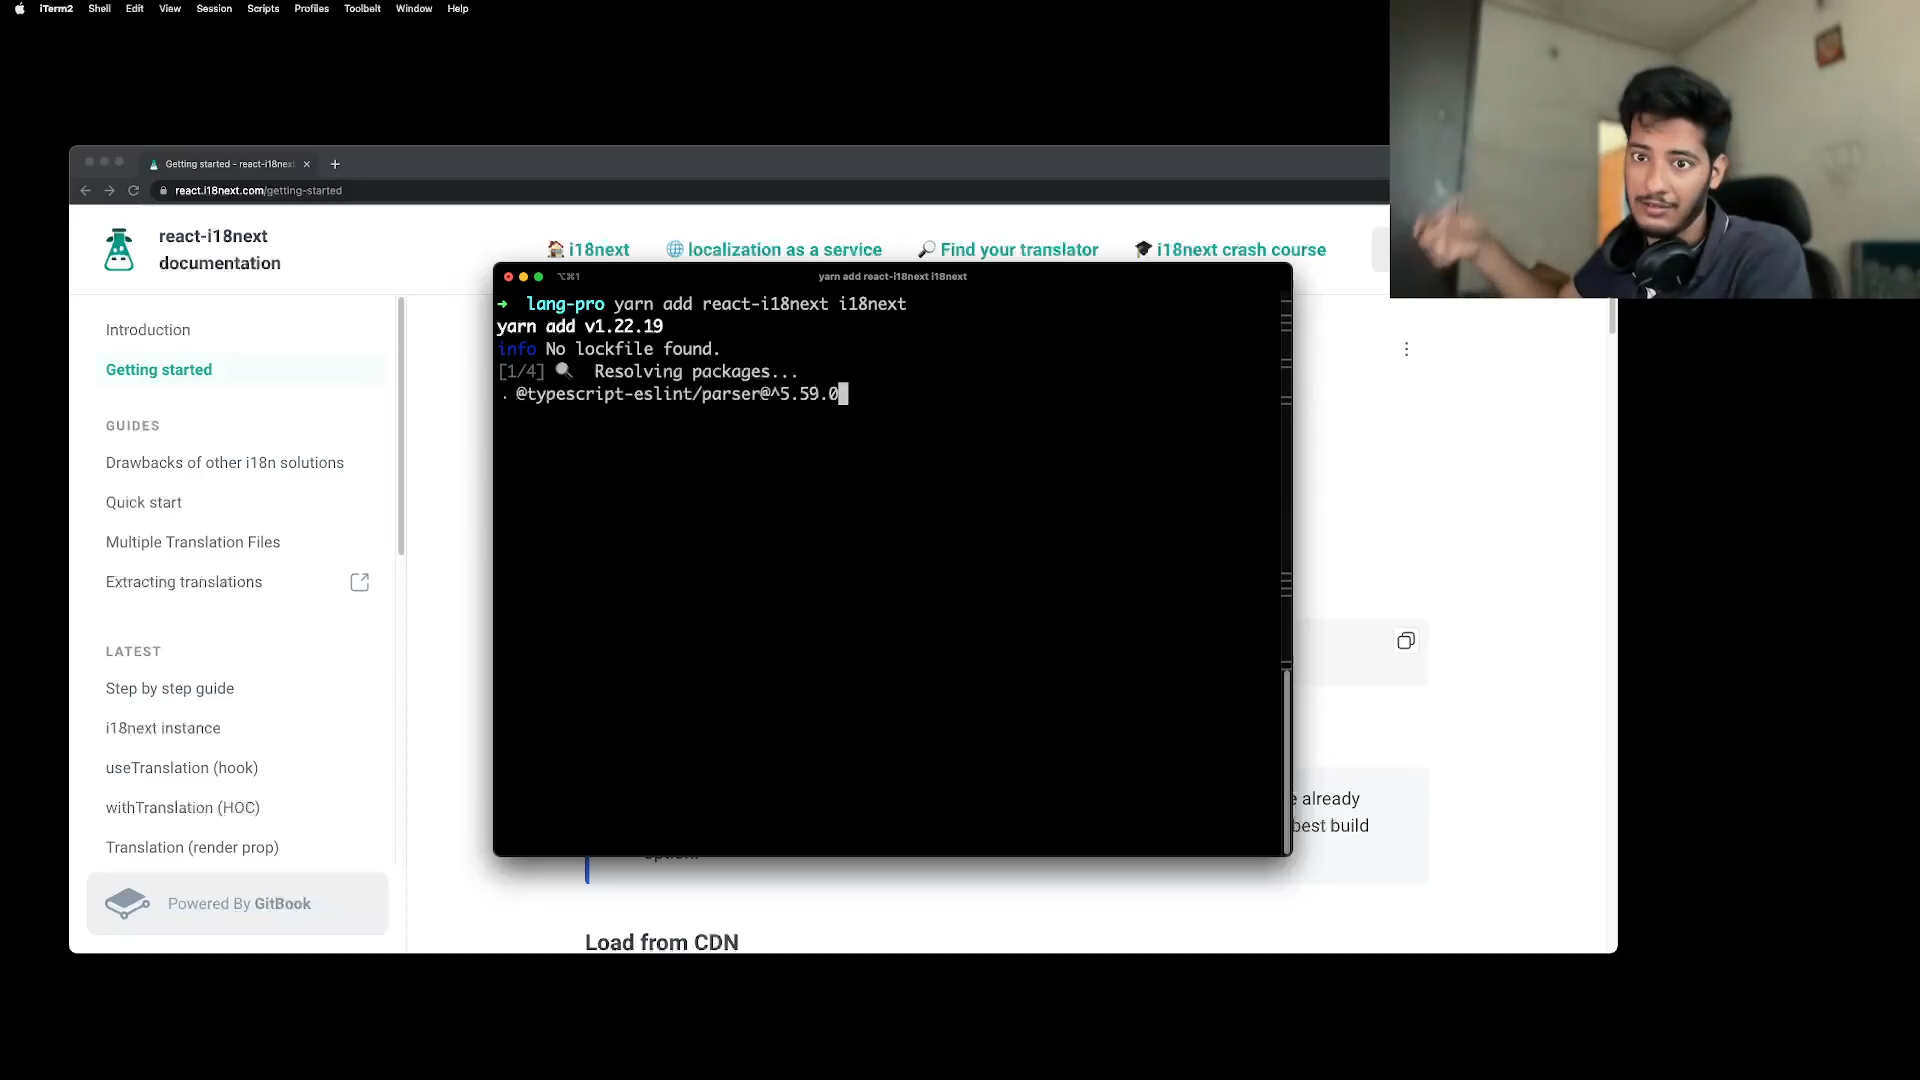 iTerm2 Shell Edit View Session Scripts Profiles Toolbelt Window Help
Getting started - react-i18next
react.i18next.com/getting-started
react-i18next
documentation
i18next
localization as a service
Find your translator
i18next crash course
⌥⌘1
yarn add react-i18next i18next
➜ lang-pro yarn add react-i18next i18next
yarn add v1.22.19
info No lockfile found.
[1/4] 🔍 Resolving packages...
. @typescript-eslint/parser@^5.59.0
Introduction
Getting started
GUIDES
Drawbacks of other i18n solutions
Quick start
Multiple Translation Files
Extracting translations
LATEST
Step by step guide
i18next instance
useTranslation (hook)
withTranslation (HOC)
Translation (render prop)
Powered By GitBook
already
best build
Load from CDN